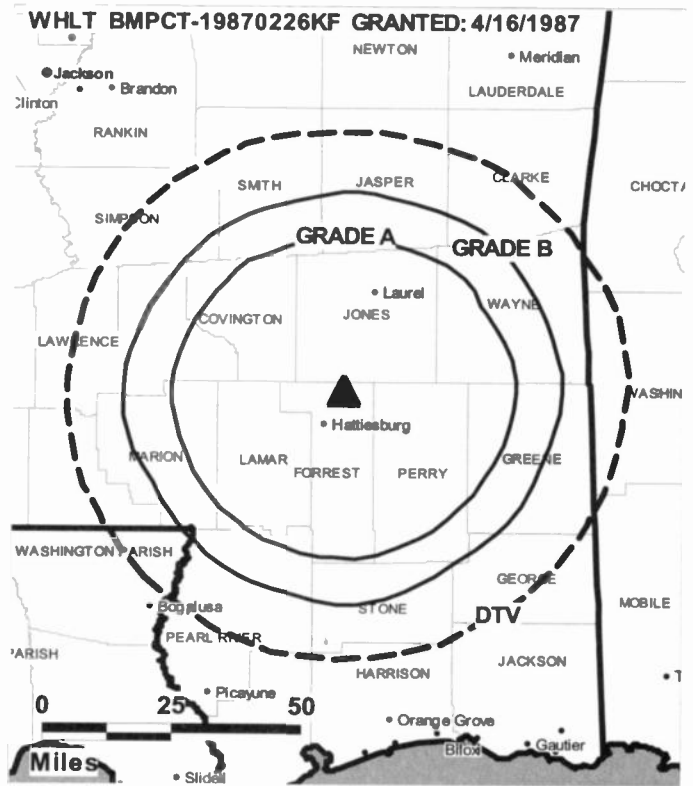 WHLT BMPCT-19870226KF GRANTED: 4/16/1987
NEWTON
Meridian
Jackson
Brandon
LAUDERDALE
Clinton
RANKIN
CLARKE
SMITH
JASPER
CHOCTA
SIMPSON
GRADE A
GRADE B
Laurel
WAYNE
COVINGTON
JONES
LAWRENCE
WASHIN
Hattiesburg
MARION
LAMAR
GREENE
FORREST
PERRY
WASHINGTON PARISH
GEORGE
Bogalusa
STONE
DTV
MOBILE
PEARL RIVER
PARISH
HARRISON
JACKSON
T
Picayune
0 25 50
Orange Grove
Biloxi
Gautier
Miles
Slidell